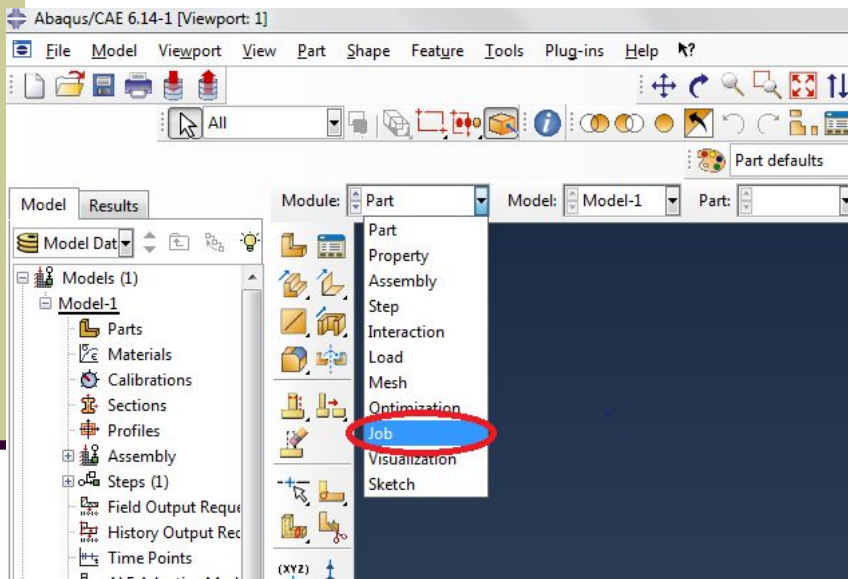 Abaqus/CAE 6.14-1 [Viewport: 1]
File Model Viewport View Part Shape Feature Tools Plug-ins Help
All
Part defaults
Model Results
Module: Part Model: Model-1 Part:
Model Dat
Models (1)
Model-1
Parts
Materials
Calibrations
Sections
Profiles
Assembly
Steps (1)
Field Output Reque
History Output Rec
Time Points
Part
Property
Assembly
Step
Interaction
Load
Mesh
Optimization
Job
Visualization
Sketch
(XYZ)